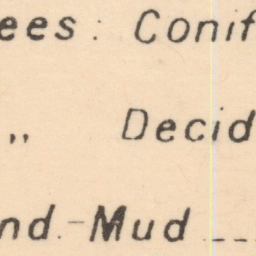 ees: Conif
„ Decid
nd-Mud ---